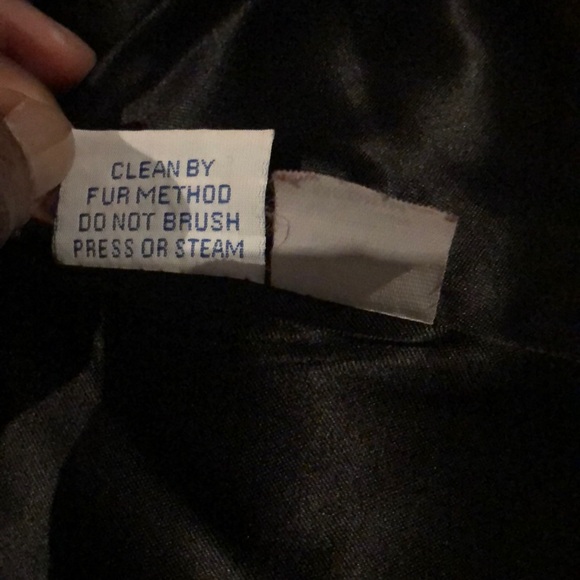 CLEAN BY
FUR METHOD
DO NOT BRUSH
PRESS OR STEAM